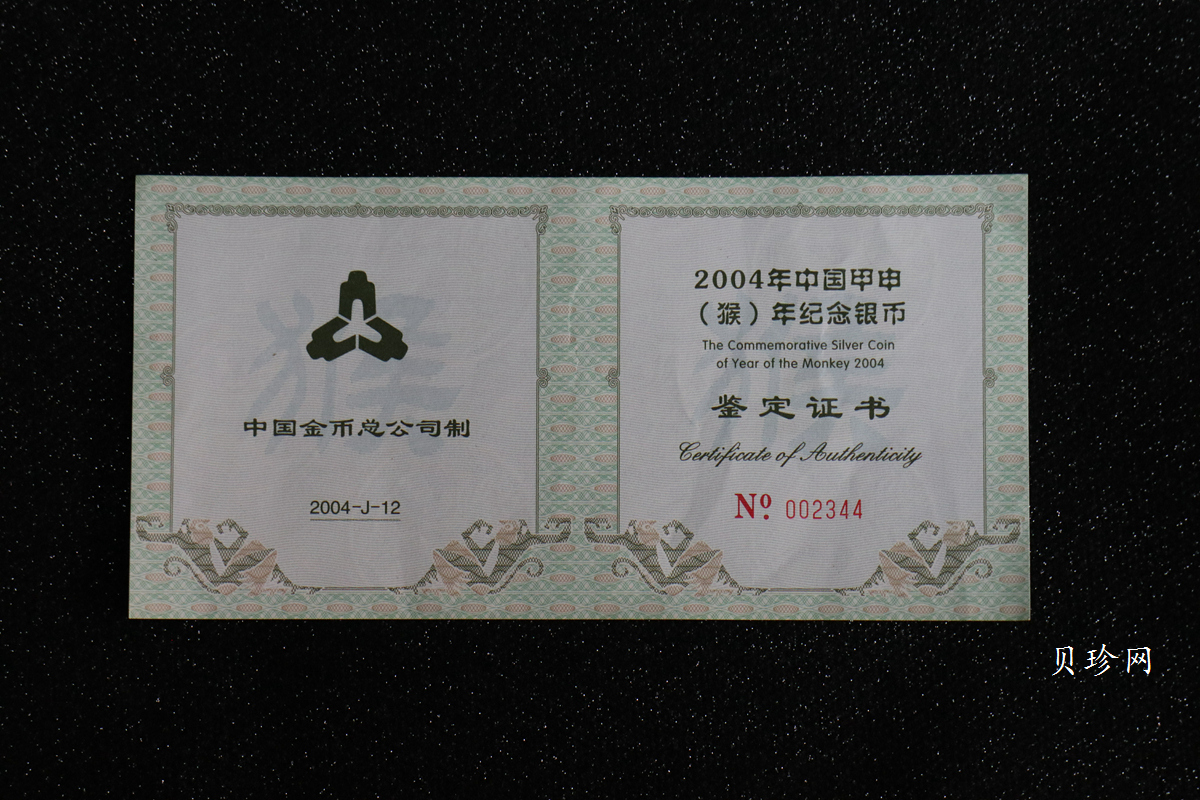 中国金币总公司制
2004-J-12
2004年中国甲申
（猴）年纪念银币
The Commemorative Silver Coin
of Year of the Monkey 2004
鉴定证书
Certificate of Authenticity
Nº. 002344
猴
猴
贝珍网